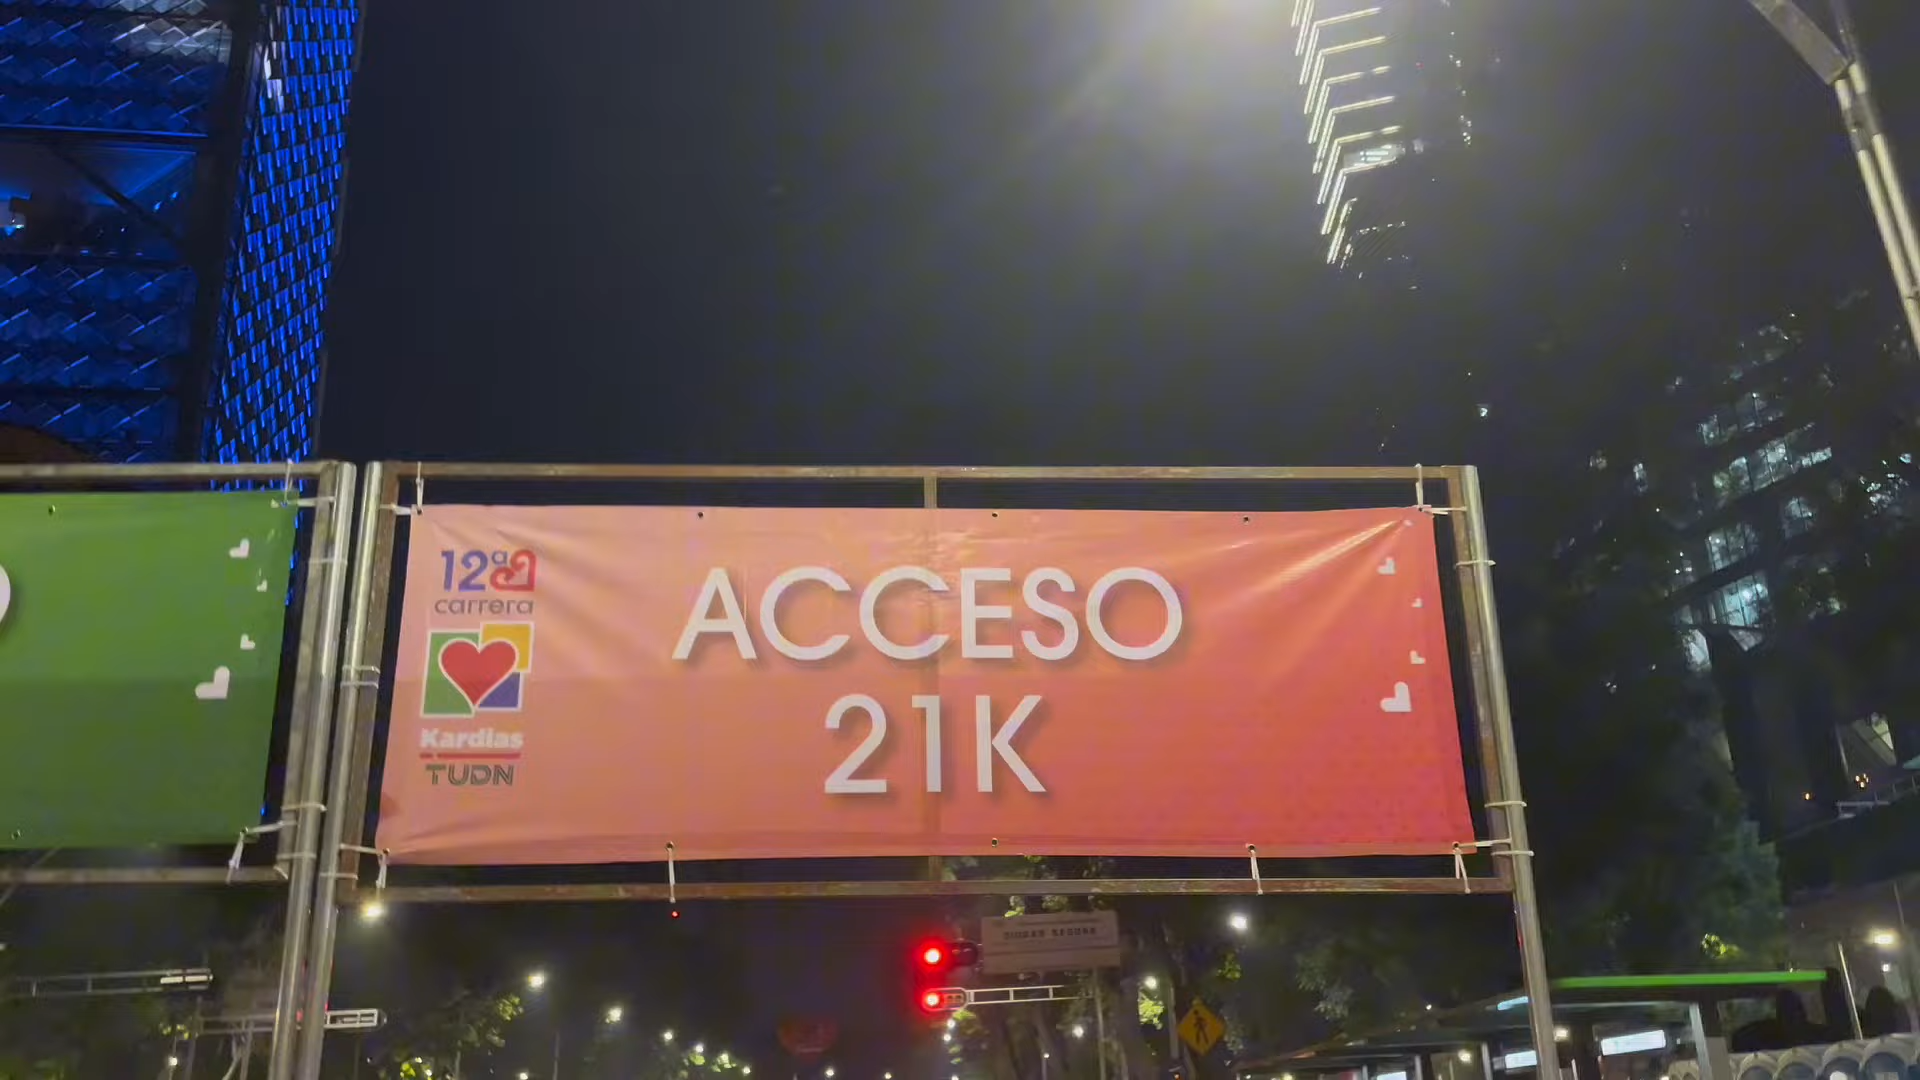 12ª
carrera
Kardias
TUDN
ACCESO
21K